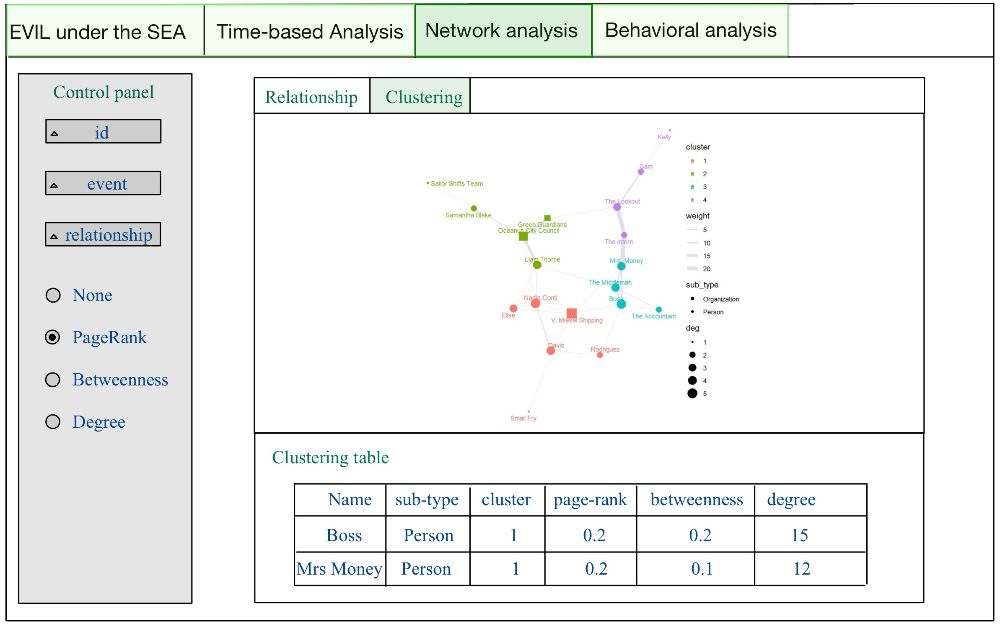 EVIL under the SEA
Time-based Analysis
Network analysis
Behavioral analysis
Control panel
id
event
relationship
None
PageRank
Betweenness
Degree
Relationship
Clustering
Kelly
Sam
Sailor Shifts Team
The Lookout
Samantha Blake
Green Guardians
Oceanus City Council
The Intern
Liam Thorne
Mrs. Money
The Middleman
Nadia Conti
Boss
Elise
V. Miesel Shipping
The Accountant
Davis
Rodriguez
Small Fry
cluster
a 1
a 2
a 3
a 4
weight
5
10
15
20
sub_type
Organization
Person
deg
1
2
3
4
5
Clustering table
Name sub-type cluster page-rank betweenness degree
Boss Person 1 0.2 0.2 15
Mrs Money Person 1 0.2 0.1 12